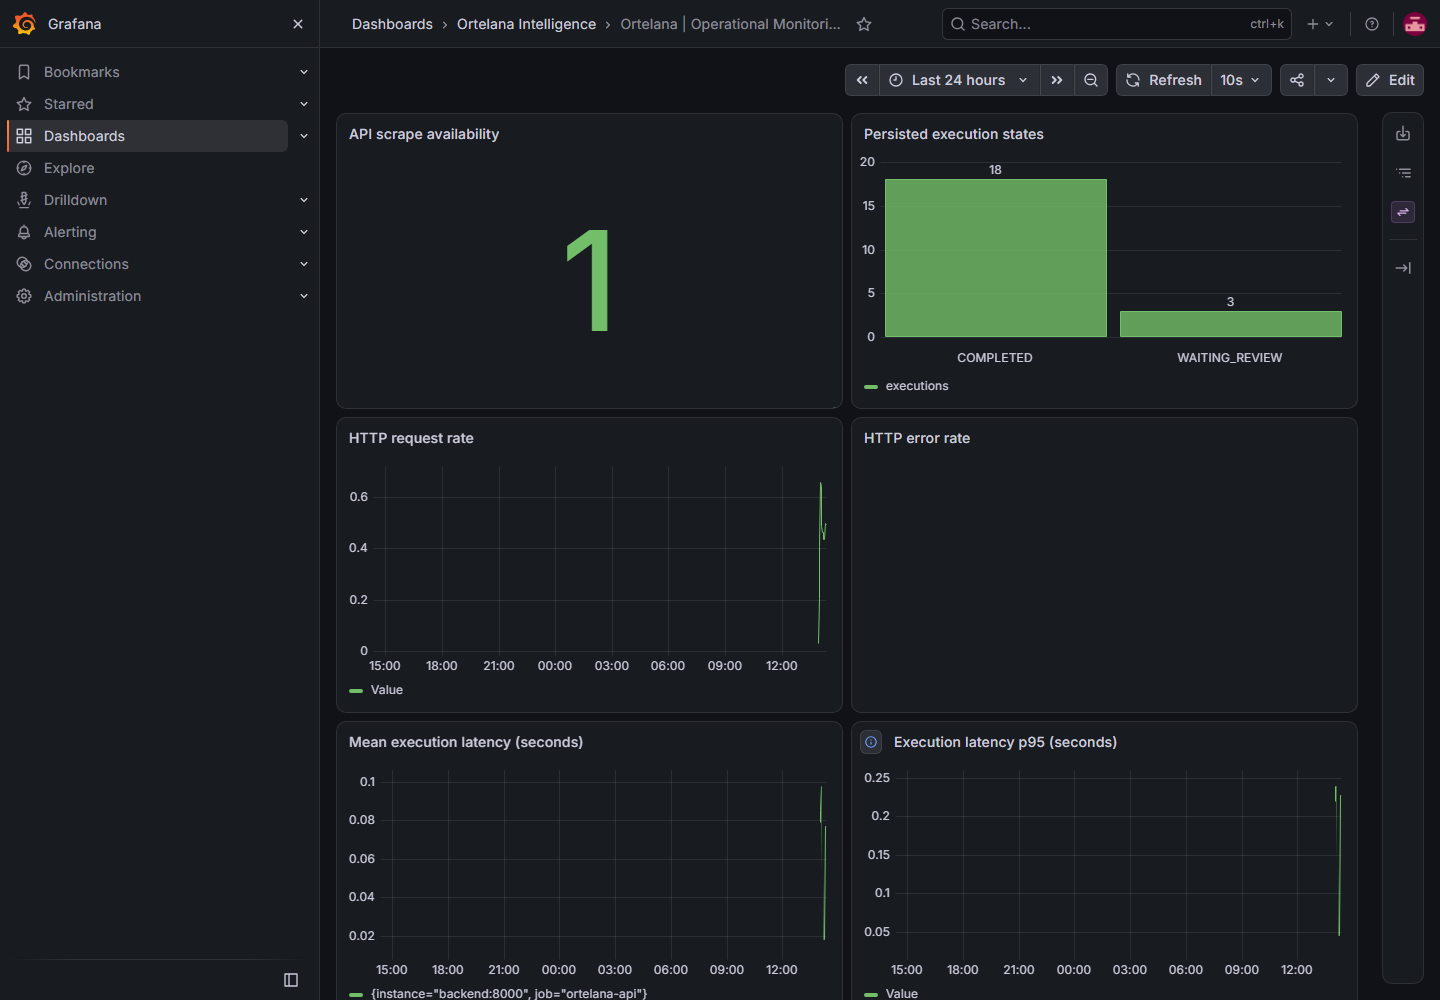 Grafana
Dashboards › Ortelana Intelligence › Ortelana | Operational Monitori...
Search...
ctrl+k
Bookmarks
Starred
Dashboards
Explore
Drilldown
Alerting
Connections
Administration
Last 24 hours
Refresh
10s
Edit
API scrape availability
1
Persisted execution states
20
15
10
5
0
18
3
COMPLETED
WAITING_REVIEW
executions
HTTP request rate
0.6
0.4
0.2
0
15:00 18:00 21:00 00:00 03:00 06:00 09:00 12:00
Value
HTTP error rate
Mean execution latency (seconds)
0.1
0.08
0.06
0.04
0.02
15:00 18:00 21:00 00:00 03:00 06:00 09:00 12:00
{instance="backend:8000", job="ortelana-api"}
Execution latency p95 (seconds)
0.25
0.2
0.15
0.1
0.05
15:00 18:00 21:00 00:00 03:00 06:00 09:00 12:00
Value